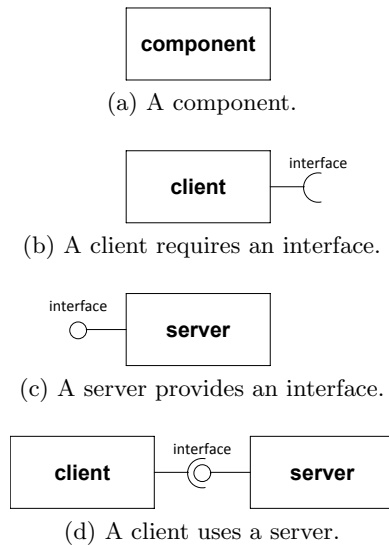 component
(a) A component.
interface
client
(b) A client requires an interface.
interface
server
(c) A server provides an interface.
client interface server
(d) A client uses a server.